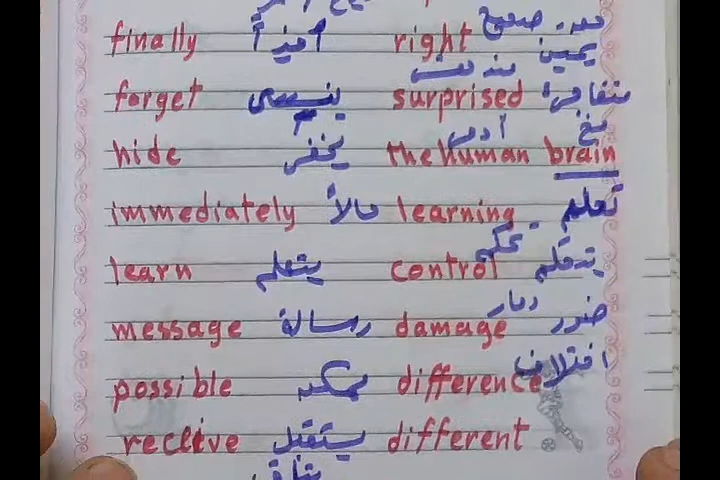 صحيح
finally أخيراً right يمين
forget ينسى surprised متفاجئ مندهش
hide يخفي the human brain مخ
immediately حالاً learning تعلم
learn يتعلم control يتحكم تحكم
message رسالة damage ضرر دمار
possible ممكن difference اختلاف
receive يستقبل different